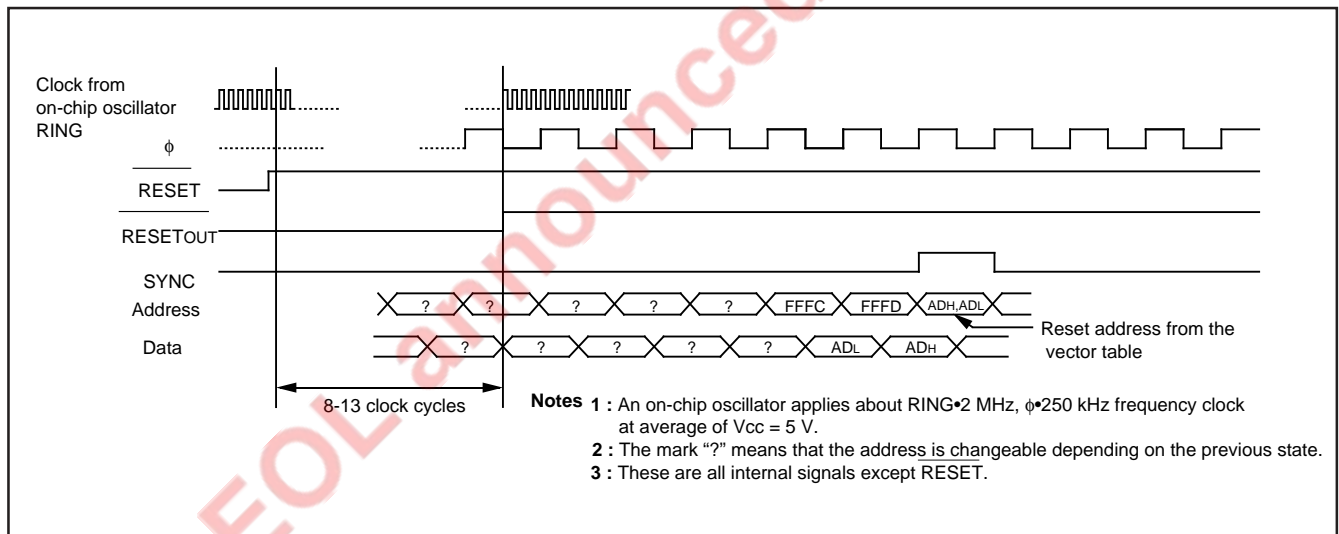 EOL announced
Clock from
on-chip oscillator
RING
φ
RESET
RESETOUT
SYNC
Address
? ? ? ? ? FFFC FFFD ADH,ADL
Reset address from the
vector table
Data
? ? ? ? ? ADL ADH
8-13 clock cycles
Notes 1 : An on-chip oscillator applies about RING•2 MHz, φ•250 kHz frequency clock
at average of Vcc = 5 V.
2 : The mark “?” means that the address is changeable depending on the previous state.
3 : These are all internal signals except RESET.